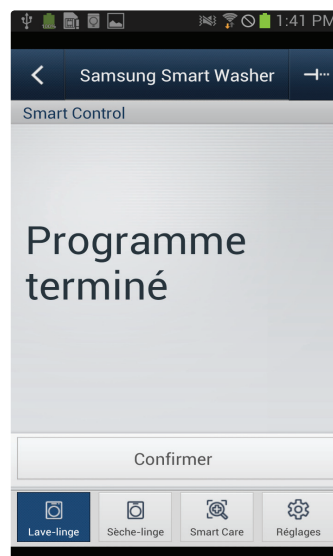 1:41 PM
Samsung Smart Washer
Smart Control
Programme
terminé
Confirmer
Lave-linge
Sèche-linge
Smart Care
Réglages